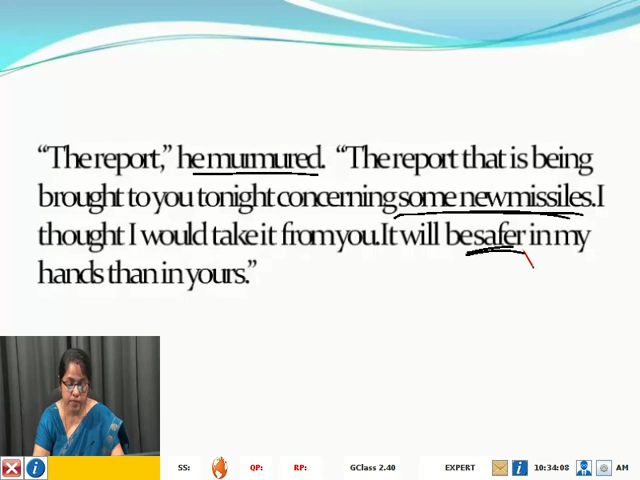 “The report,” he murmured. “The report that is being
brought to you tonight concerning some new missiles.I
thought I would take it from you.It will be safer in my
hands than in yours.”
SS: QP: RP: GClass 2.40 EXPERT 10:34:08 AM